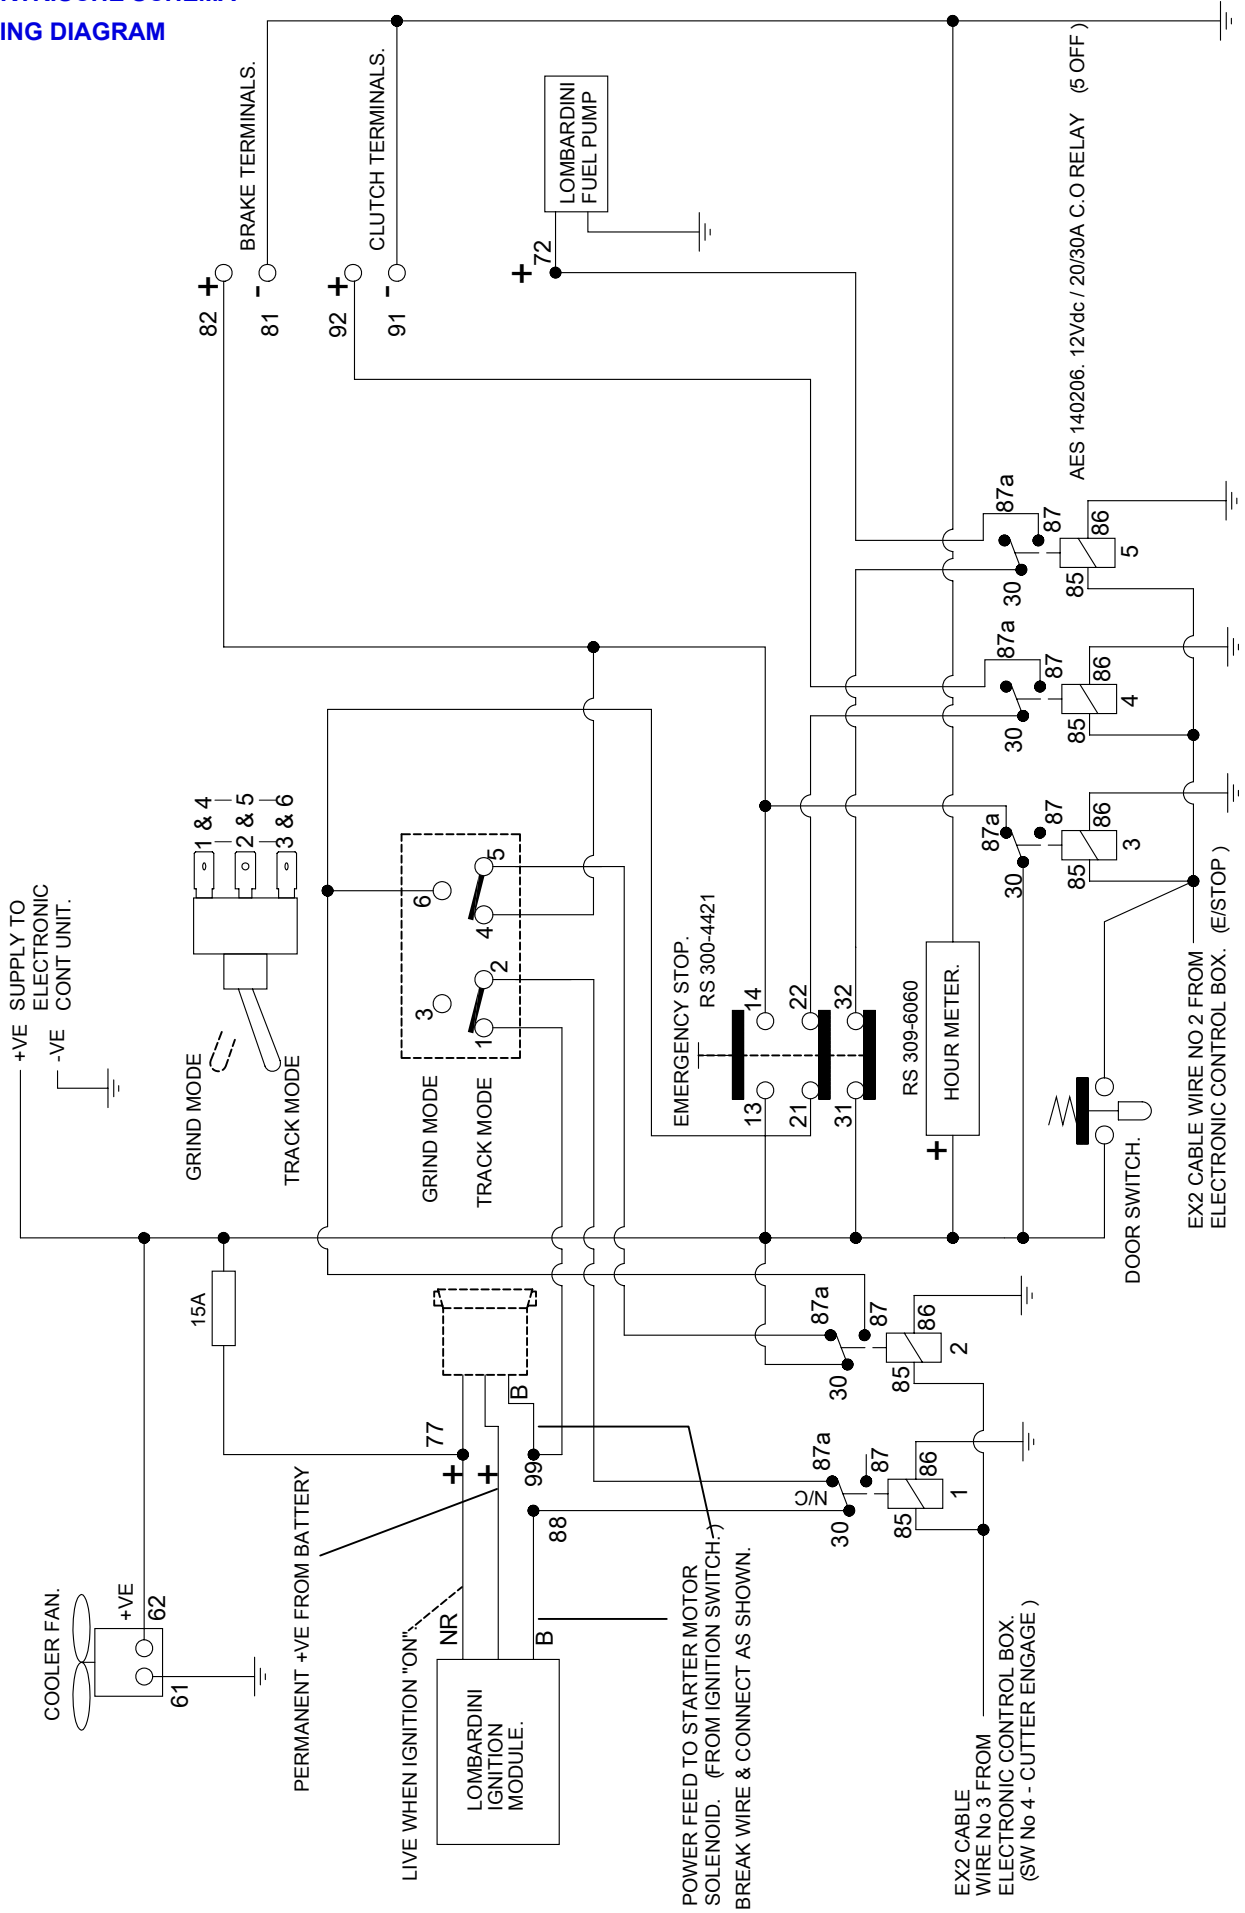 NTRISCHE SCHEMA
ING DIAGRAM
COOLER FAN.
+VE
62
61
PERMANENT +VE FROM BATTERY
LIVE WHEN IGNITION "ON"
NR
LOMBARDINI
IGNITION
MODULE.
B
88
+
+
77
99
B
15A
POWER FEED TO STARTER MOTOR
SOLENOID. (FROM IGNITION SWITCH.)
BREAK WIRE & CONNECT AS SHOWN.
EX2 CABLE
WIRE No 3 FROM
ELECTRONIC CONTROL BOX.
(SW No 4 - CUTTER ENGAGE )
N/C
30
87a
87
85
86
1
30
87a
87
85
86
2
+VE
-VE
SUPPLY TO
ELECTRONIC
CONT UNIT.
GRIND MODE
TRACK MODE
1 & 4
2 & 5
3 & 6
GRIND MODE
TRACK MODE
3
1
2
6
4
5
EMERGENCY STOP.
RS 300-4421
13
14
21
22
31
32
RS 309-6060
HOUR METER.
+
DOOR SWITCH.
EX2 CABLE WIRE NO 2 FROM
ELECTRONIC CONTROL BOX. (E/STOP )
30
87a
87
85
86
3
30
87a
87
85
86
4
30
87a
87
85
86
5
82 +
81 -
BRAKE TERMINALS.
92 +
91 -
CLUTCH TERMINALS.
+ 72
LOMBARDINI
FUEL PUMP
AES 140206. 12Vdc / 20/30A C.O RELAY (5 OFF )